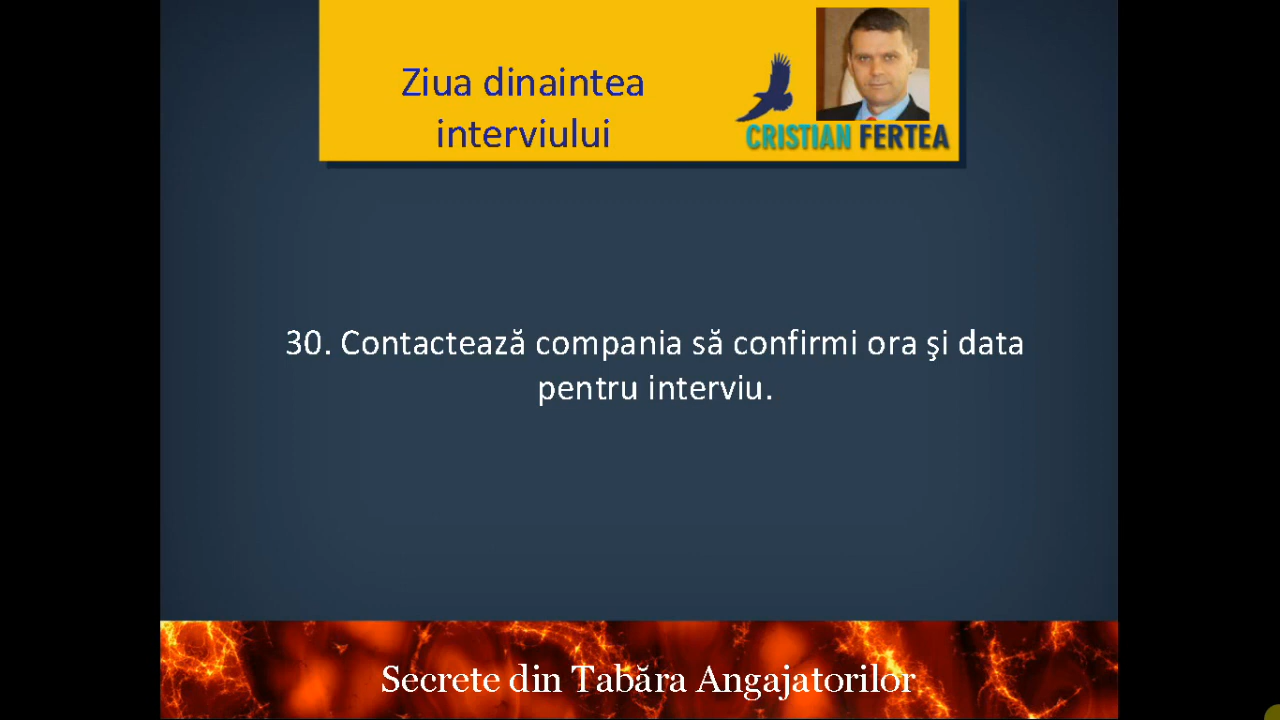 Ziua dinaintea
interviului
CRISTIAN FERTEA
30. Contactează compania să confirmi ora şi data
pentru interviu.
Secrete din Tabăra Angajatorilor